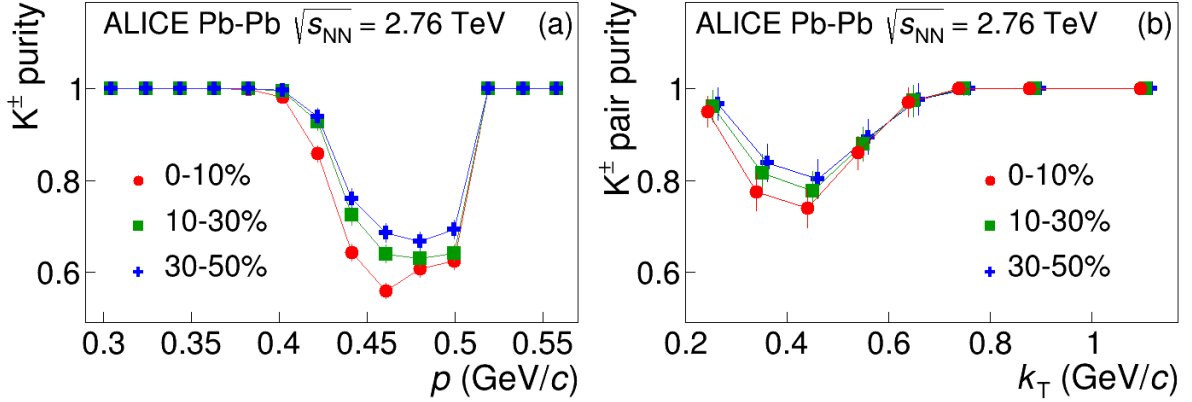 ALICE Pb-Pb √s_NN = 2.76 TeV (a)
K± purity
1
0.8
0.6
0-10%
10-30%
30-50%
0.3 0.35 0.4 0.45 0.5 0.55
p (GeV/c)
ALICE Pb-Pb √s_NN = 2.76 TeV (b)
K± pair purity
1
0.8
0.6
0-10%
10-30%
30-50%
0.2 0.4 0.6 0.8 1
k_T (GeV/c)